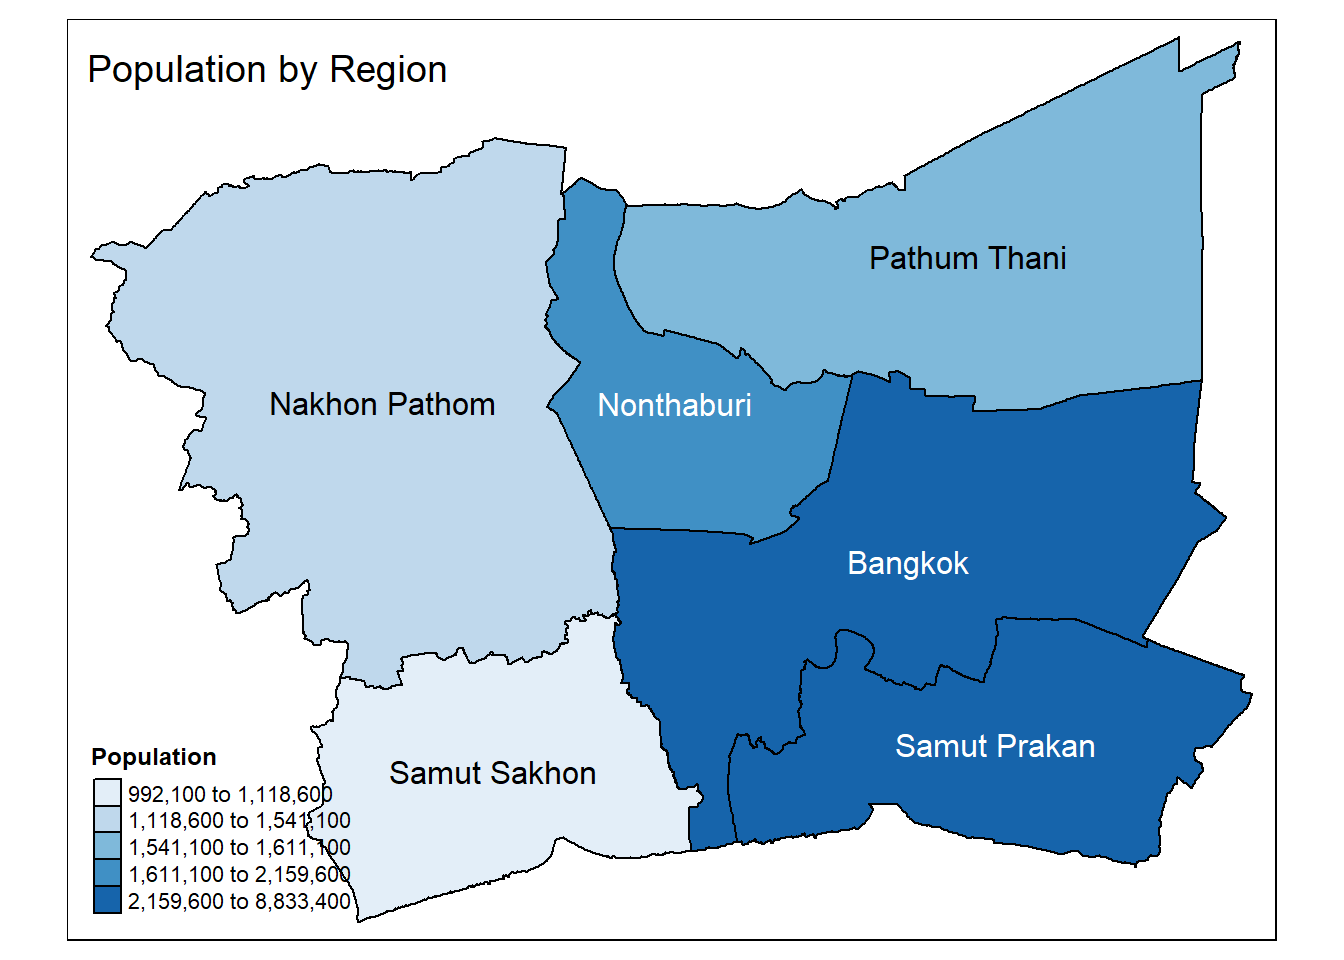 Population by Region
Pathum Thani
Nakhon Pathom
Nonthaburi
Bangkok
Samut Prakan
Samut Sakhon
Population
992,100 to 1,118,600
1,118,600 to 1,541,100
1,541,100 to 1,611,100
1,611,100 to 2,159,600
2,159,600 to 8,833,400